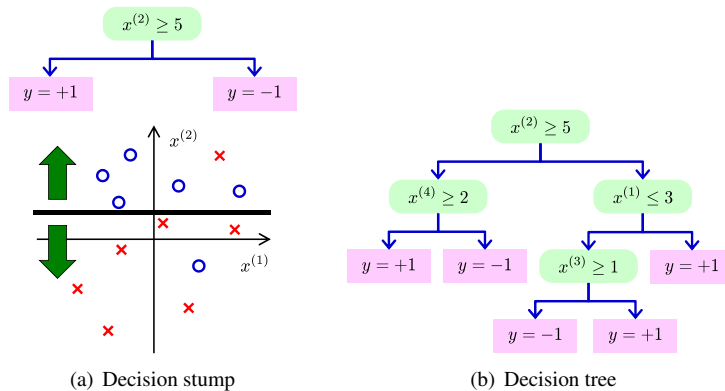 x^(2) ≥ 5
y = +1
y = −1
x^(2)
x^(1)
(a) Decision stump
x^(2) ≥ 5
x^(4) ≥ 2
x^(1) ≤ 3
y = +1
y = −1
x^(3) ≥ 1
y = +1
y = −1
y = +1
(b) Decision tree